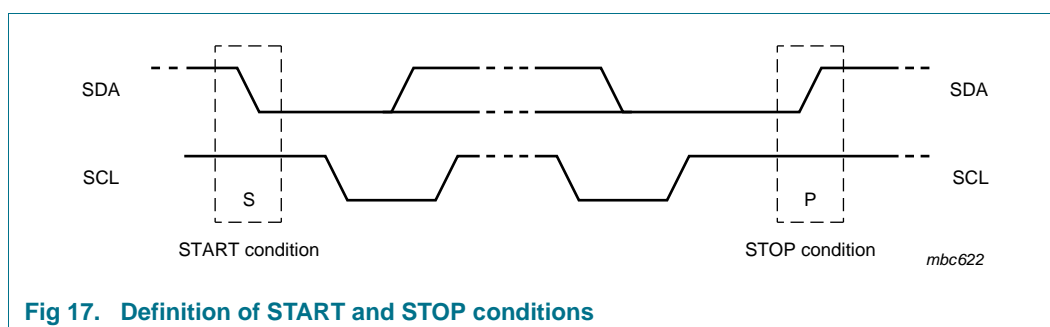 SDA SDA
SCL SCL
S P
START condition STOP condition
mbc622
Fig 17. Definition of START and STOP conditions